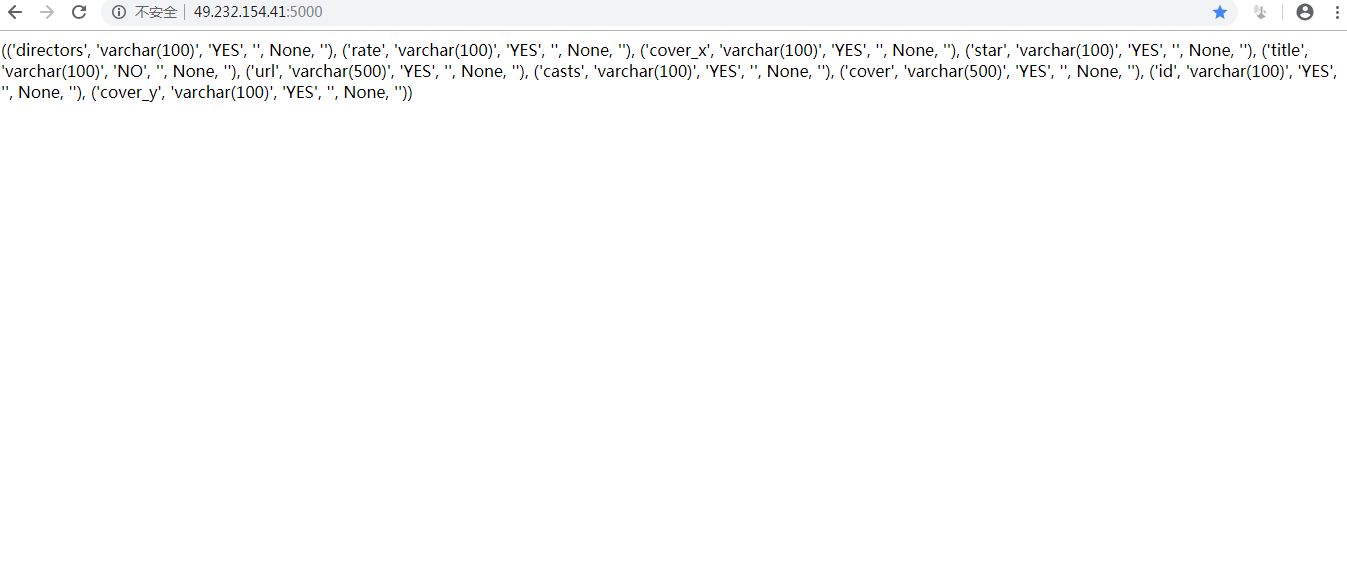 不安全 49.232.154.41:5000
(('directors', 'varchar(100)', 'YES', '', None, ''), ('rate', 'varchar(100)', 'YES', '', None, ''), ('cover_x', 'varchar(100)', 'YES', '', None, ''), ('star', 'varchar(100)', 'YES', '', None, ''), ('title',
'varchar(100)', 'NO', '', None, ''), ('url', 'varchar(500)', 'YES', '', None, ''), ('casts', 'varchar(100)', 'YES', '', None, ''), ('cover', 'varchar(500)', 'YES', '', None, ''), ('id', 'varchar(100)', 'YES',
'', None, ''), ('cover_y', 'varchar(100)', 'YES', '', None, ''))